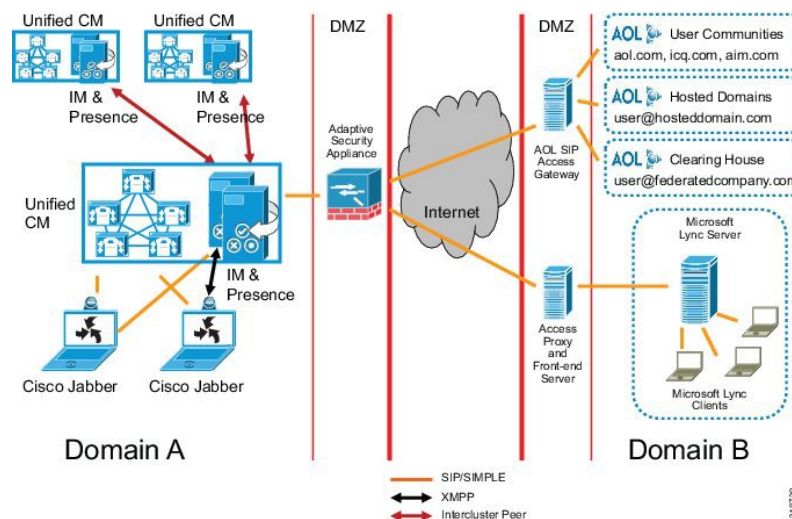 Unified CM
Unified CM
IM &
Presence
IM &
Presence
Unified
CM
IM &
Presence
Cisco Jabber
Cisco Jabber
Domain A
DMZ
Adaptive
Security
Appliance
Internet
DMZ
AOL SIP
Access
Gateway
Access
Proxy
and
Front-end
Server
AOL User Communities
aol.com, icq.com, aim.com
AOL Hosted Domains
user@hosteddomain.com
AOL Clearing House
user@federatedcompany.com
Microsoft
Lync Server
Microsoft Lync
Clients
Domain B
SIP/SIMPLE
XMPP
Intercluster Peer